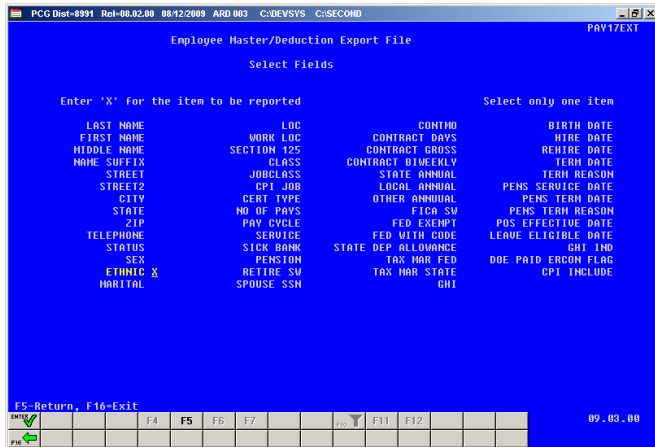 PCG Dist=8991 Rel=08.02.00 08/12/2009 ARD 003 C:\DEVSYS C:\SECOND
PAY17EXT
Employee Master/Deduction Export File
Select Fields
Enter 'X' for the item to be reported Select only one item
LAST NAME LOC CONTMO BIRTH DATE
FIRST NAME WORK LOC CONTRACT DAYS HIRE DATE
MIDDLE NAME SECTION 125 CONTRACT GROSS REHIRE DATE
NAME SUFFIX CLASS CONTRACT BIWEEKLY TERM DATE
STREET JOBCLASS STATE ANNUAL TERM REASON
STREET2 CPI JOB LOCAL ANNUAL PENS SERVICE DATE
CITY CERT TYPE OTHER ANNUUAL PENS TERM DATE
STATE NO OF PAYS FICA SW PENS TERM REASON
ZIP PAY CYCLE FED EXEMPT POS EFFECTIVE DATE
TELEPHONE SERVICE FED WITH CODE LEAVE ELIGIBLE DATE
STATUS SICK BANK STATE DEP ALLOWANCE GHI IND
SEX PENSION TAX MAR FED DOE PAID ERCON FLAG
ETHNIC X RETIRE SW TAX MAR STATE CPI INCLUDE
MARITAL SPOUSE SSN GHI
F5-Return, F16=Exit
ENTER F4 F5 F6 F7 F10 F11 F12 09.03.00
F16